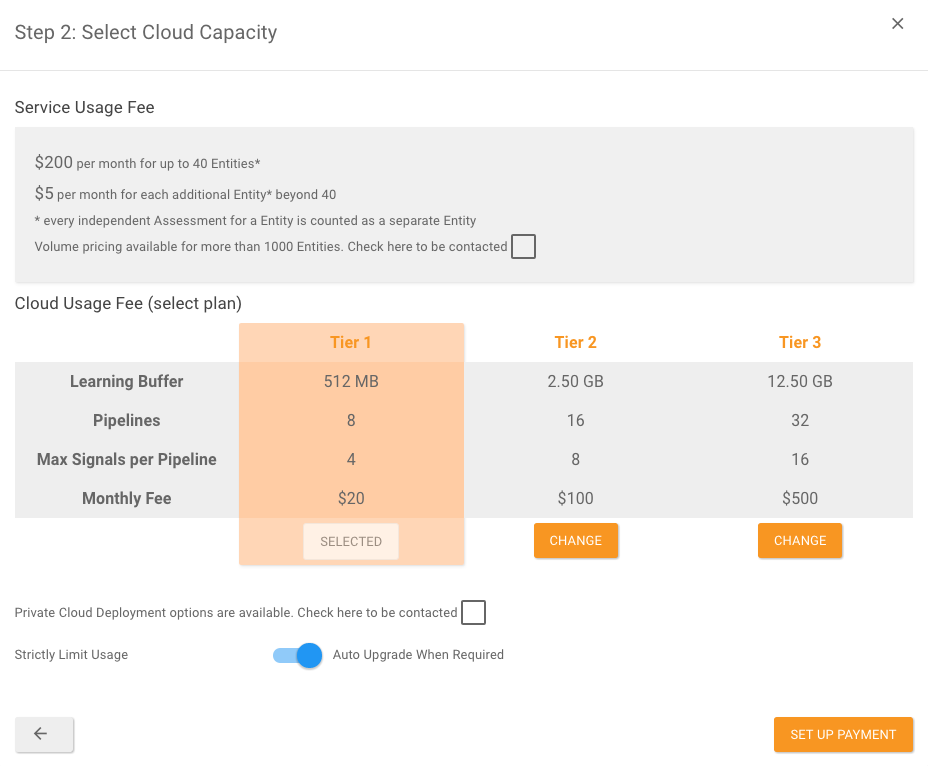 Step 2: Select Cloud Capacity
Service Usage Fee
$200 per month for up to 40 Entities*
$5 per month for each additional Entity* beyond 40
* every independent Assessment for a Entity is counted as a separate Entity
Volume pricing available for more than 1000 Entities. Check here to be contacted
Cloud Usage Fee (select plan)
Tier 1 Tier 2 Tier 3
Learning Buffer 512 MB 2.50 GB 12.50 GB
Pipelines 8 16 32
Max Signals per Pipeline 4 8 16
Monthly Fee $20 $100 $500
SELECTED CHANGE CHANGE
Private Cloud Deployment options are available. Check here to be contacted
Strictly Limit Usage Auto Upgrade When Required
SET UP PAYMENT